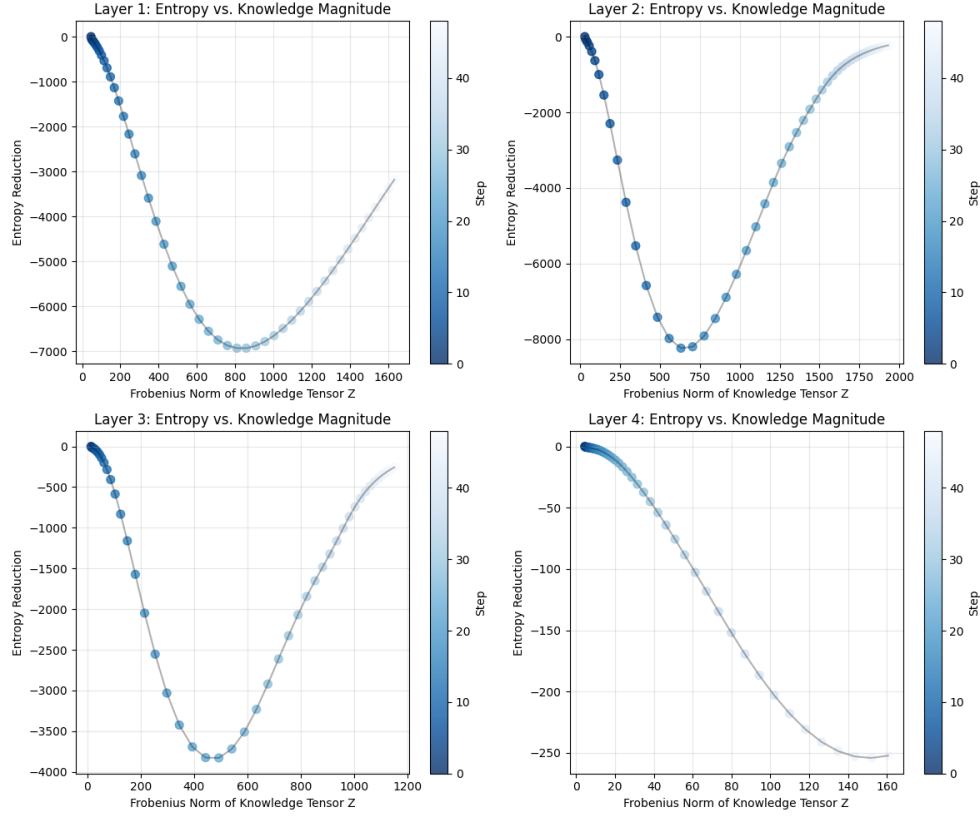 Layer 1: Entropy vs. Knowledge Magnitude
0
−1000
−2000
−3000
−4000
−5000
−6000
−7000
Entropy Reduction
0 200 400 600 800 1000 1200 1400 1600
Frobenius Norm of Knowledge Tensor Z
40
30
20
10
0
Step
Layer 2: Entropy vs. Knowledge Magnitude
0
−2000
−4000
−6000
−8000
Entropy Reduction
0 250 500 750 1000 1250 1500 1750 2000
Frobenius Norm of Knowledge Tensor Z
40
30
20
10
0
Step
Layer 3: Entropy vs. Knowledge Magnitude
0
−500
−1000
−1500
−2000
−2500
−3000
−3500
−4000
Entropy Reduction
0 200 400 600 800 1000 1200
Frobenius Norm of Knowledge Tensor Z
40
30
20
10
0
Step
Layer 4: Entropy vs. Knowledge Magnitude
0
−50
−100
−150
−200
−250
Entropy Reduction
0 20 40 60 80 100 120 140 160
Frobenius Norm of Knowledge Tensor Z
40
30
20
10
0
Step